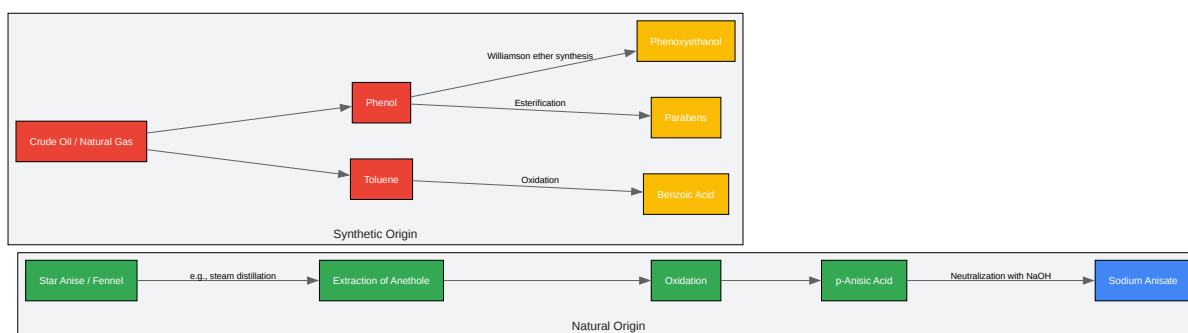 Phenoxyethanol
Williamson ether synthesis
Phenol
Esterification
Parabens
Crude Oil / Natural Gas
Toluene
Oxidation
Benzoic Acid
Synthetic Origin
Star Anise / Fennel
e.g., steam distillation
Extraction of Anethole
Oxidation
p-Anisic Acid
Neutralization with NaOH
Sodium Anisate
Natural Origin